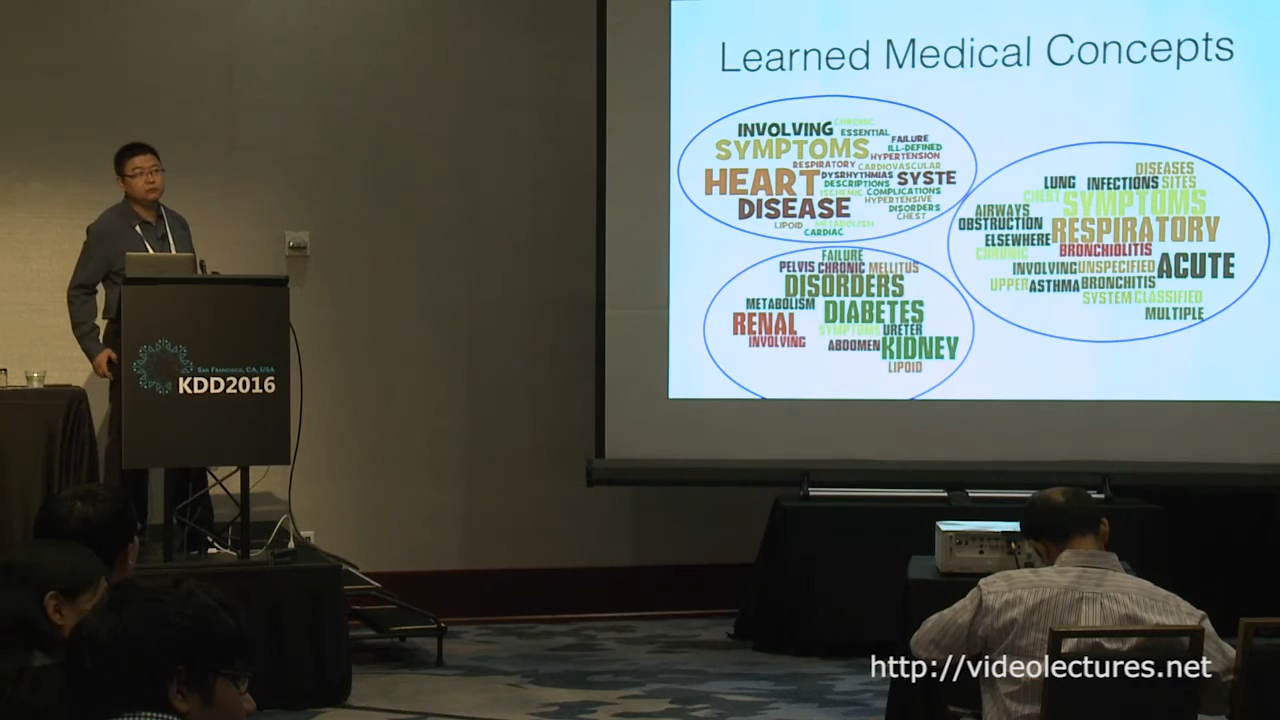 Learned Medical Concepts
CHRONIC
INVOLVING ESSENTIAL
FAILURE
SYMPTOMS ILL-DEFINED
HYPERTENSION
RESPIRATORY CARDIOVASCULAR
HEART DYSRHYTHMIAS SYSTE
DESCRIPTIONS
ISCHEMIC COMPLICATIONS
HYPERTENSIVE
DISEASE DISORDERS
CHEST
LIPOID METABOLISM
CARDIAC
DISEASES
LUNG INFECTIONS SITES
CHEST SYMPTOMS
AIRWAYS
OBSTRUCTION RESPIRATORY
ELSEWHERE BRONCHIOLITIS
CHRONIC
INVOLVING UNSPECIFIED ACUTE
UPPER ASTHMA BRONCHITIS
SYSTEM CLASSIFIED
MULTIPLE
FAILURE
PELVIS CHRONIC MELLITUS
DISORDERS
METABOLISM DIABETES
RENAL SYMPTOMS URETER
INVOLVING ABDOMEN KIDNEY
LIPOID
SAN FRANCISCO, CA, USA
KDD2016
http://videolectures.net